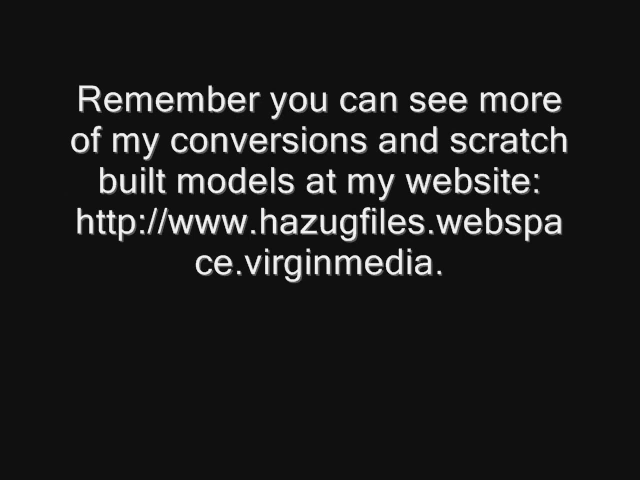 Remember you can see more
of my conversions and scratch
built models at my website:
http://www.hazugfiles.webspa
ce.virginmedia.